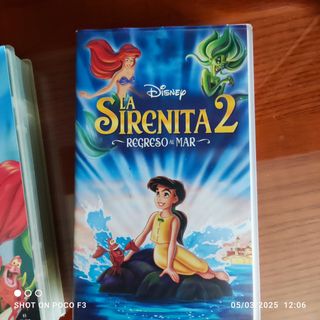 Disney
LA
SIRENITA 2
REGRESO AL MAR
SHOT ON POCO F3
05/03/2025 12:06